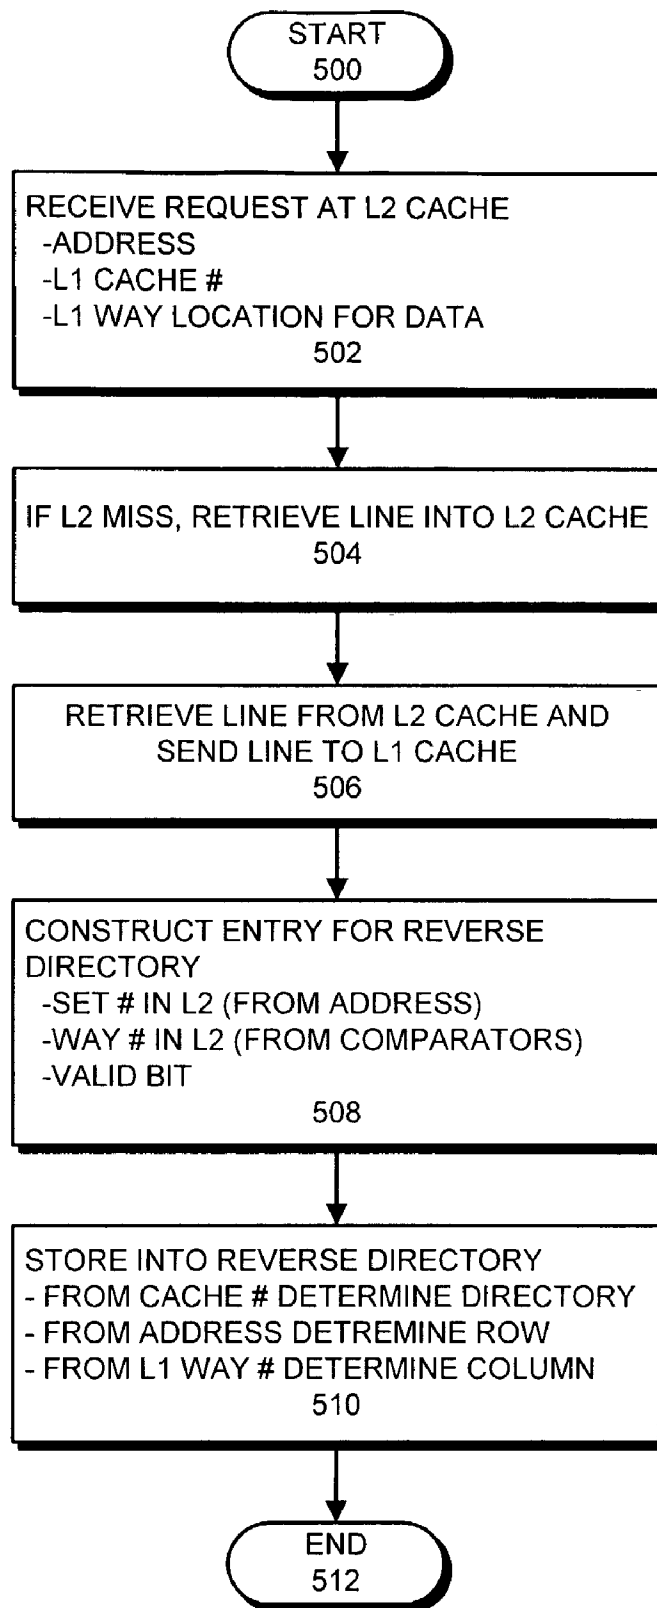 START
500
RECEIVE REQUEST AT L2 CACHE
-ADDRESS
-L1 CACHE #
-L1 WAY LOCATION FOR DATA
502
IF L2 MISS, RETRIEVE LINE INTO L2 CACHE
504
RETRIEVE LINE FROM L2 CACHE AND
SEND LINE TO L1 CACHE
506
CONSTRUCT ENTRY FOR REVERSE
DIRECTORY
-SET # IN L2 (FROM ADDRESS)
-WAY # IN L2 (FROM COMPARATORS)
-VALID BIT
508
STORE INTO REVERSE DIRECTORY
- FROM CACHE # DETERMINE DIRECTORY
- FROM ADDRESS DETREMINE ROW
- FROM L1 WAY # DETERMINE COLUMN
510
END
512